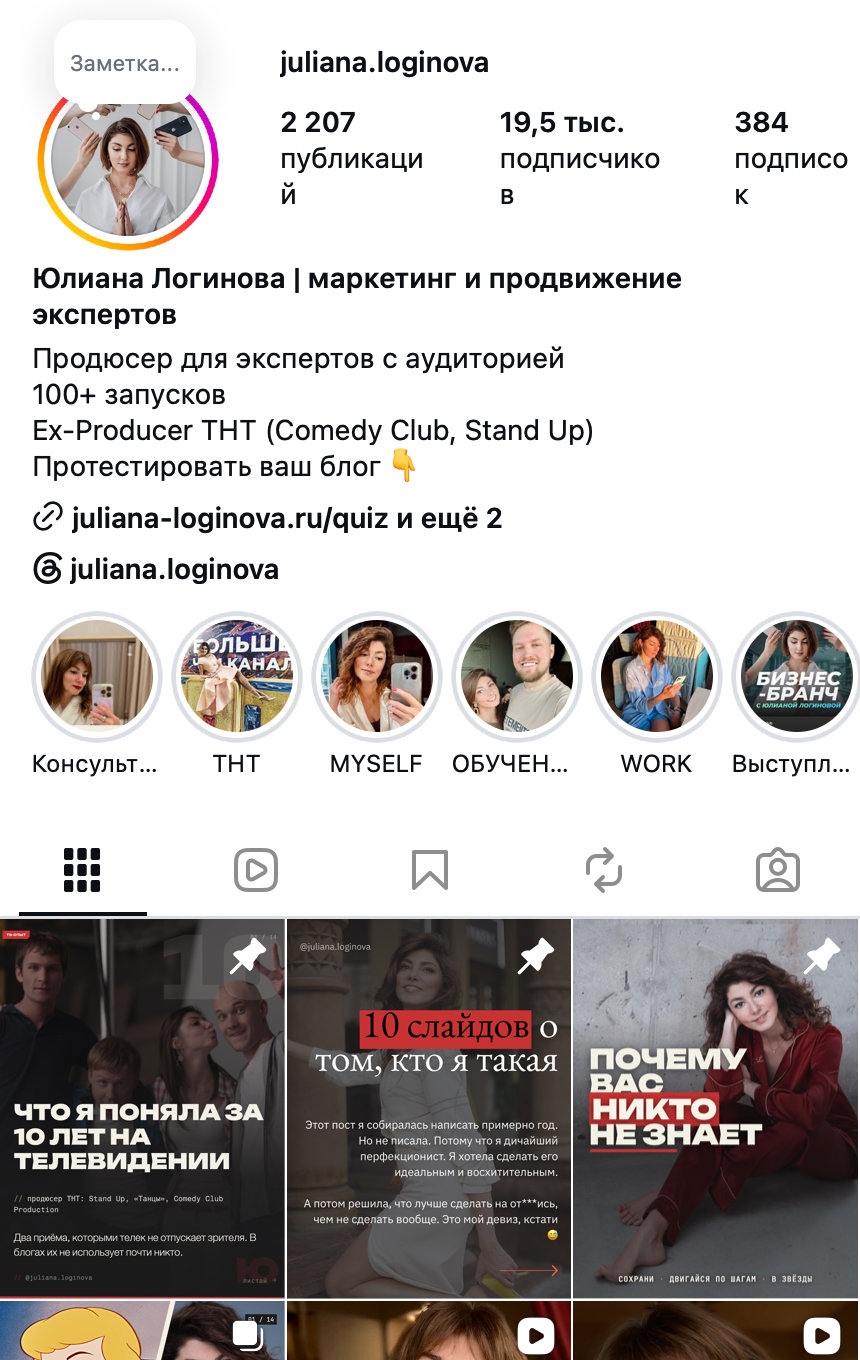 Заметка...
juliana.loginova
2 207
публикаци
й
19,5 тыс.
подписчико
в
384
подписо
к
Юлиана Логинова | маркетинг и продвижение
экспертов
Продюсер для экспертов с аудиторией
100+ запусков
Ex-Producer ТНТ (Comedy Club, Stand Up)
Протестировать ваш блог 👇
juliana-loginova.ru/quiz и ещё 2
juliana.loginova
БИЗНЕС
-БРАНЧ
С ЮЛИАНОЙ ЛОГИНОВОЙ
Консульт...
ТНТ
MYSELF
ОБУЧЕН...
WORK
Выступл...
ЧТО Я ПОНЯЛА ЗА
10 ЛЕТ НА
ТЕЛЕВИДЕНИИ
// продюсер ТНТ: Stand Up, «Танцы», Comedy Club
Production
Два приёма, которыми телек не отпускает зрителя. В
блогах их не использует почти никто.
// @juliana.loginova
листай →
@juliana.loginova
10 слайдов о
том, кто я такая
Этот пост я собиралась написать примерно год.
Но не писала. Потому что я дичайший
перфекционист. Я хотела сделать его
идеальным и восхитительным.
А потом решила, что лучше сделать на от***ись,
чем не сделать вообще. Это мой девиз, кстати
😅
ПОЧЕМУ
ВАС
НИКТО
НЕ ЗНАЕТ
СОХРАНИ · ДВИГАЙСЯ ПО ШАГАМ · В ЗВЁЗДЫ
01 / 14